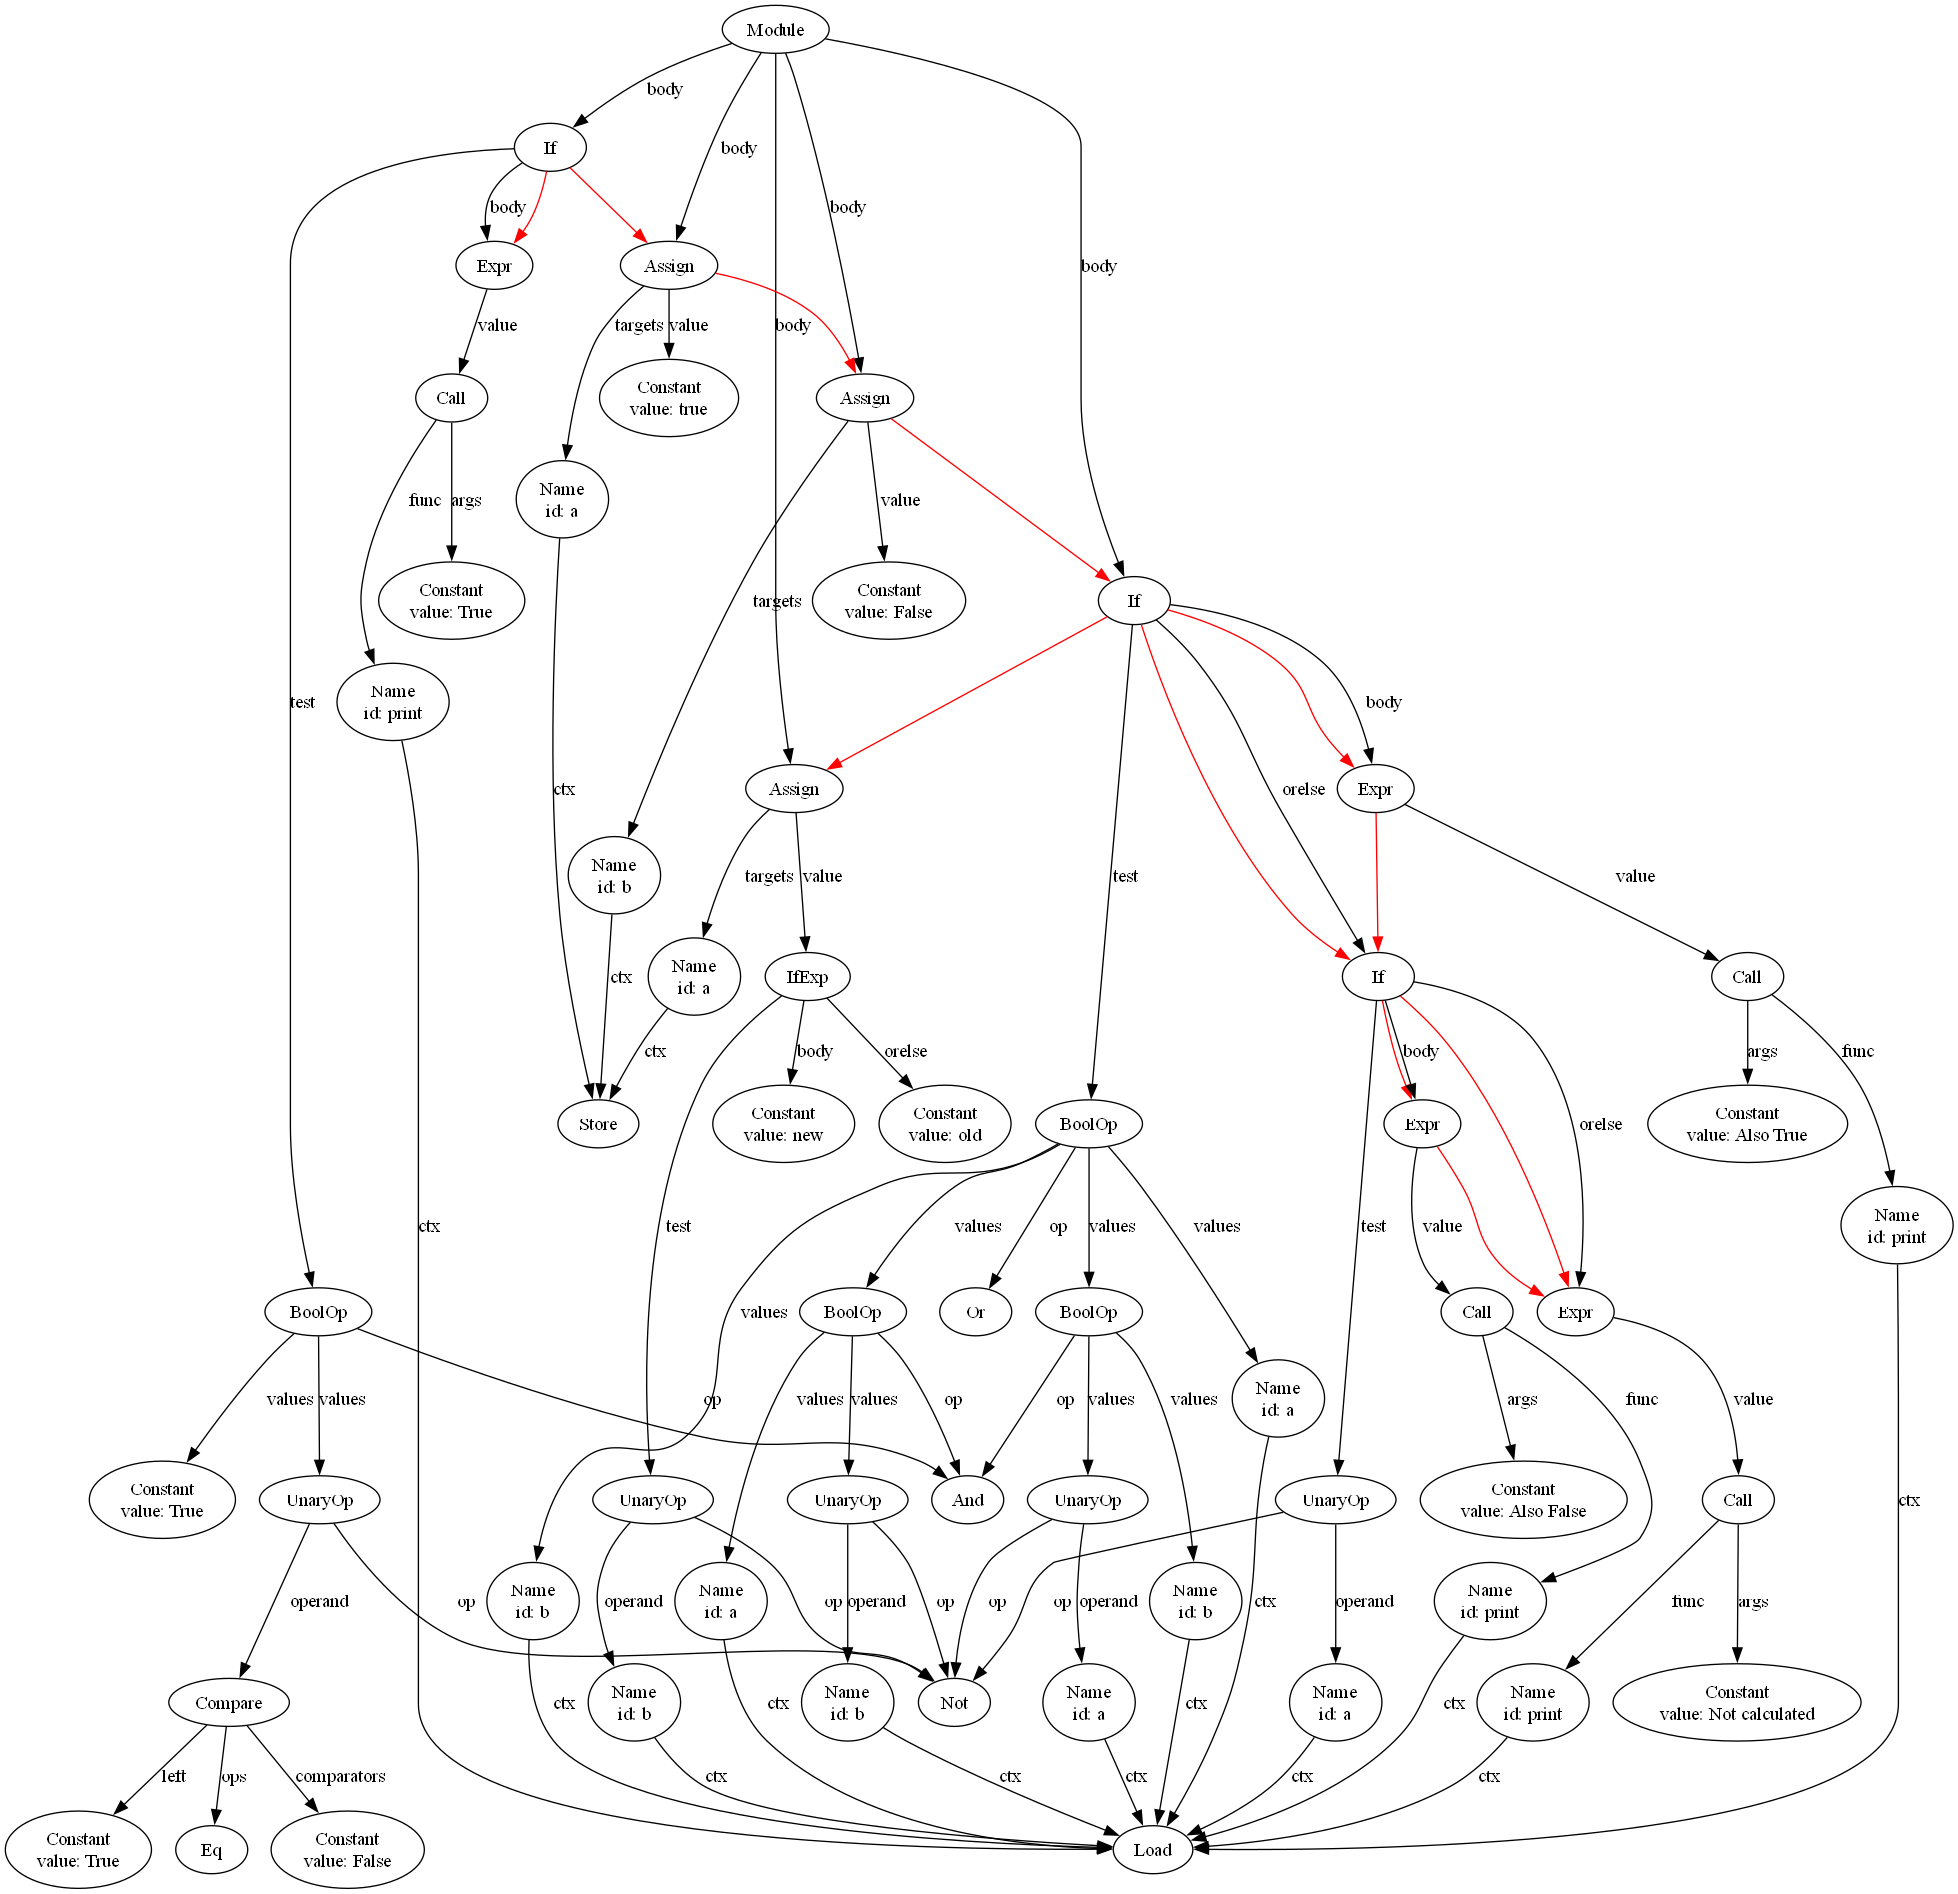 Module
body
If
body
body
body
body
Expr
Assign
body
value
targets
value
Call
Constant
value: true
Assign
func
args
Name
id: a
value
Constant
value: True
targets
Constant
value: False
If
test
Name
id: print
body
ctx
Assign
orelse
Expr
Name
id: b
targets
value
test
value
ctx
Name
id: a
IfExp
If
Call
ctx
body
orelse
body
args
func
Store
Constant
value: new
Constant
value: old
BoolOp
Expr
orelse
Constant
value: Also True
ctx
test
values
op
values
values
test
value
Name
id: print
BoolOp
values
BoolOp
Or
BoolOp
Call
Expr
values
values
op
values
values
op
op
values
values
Name
id: a
args
func
value
Constant
value: True
UnaryOp
UnaryOp
UnaryOp
And
UnaryOp
UnaryOp
Constant
value: Also False
Call
ctx
operand
op
Name
id: b
operand
Name
id: a
op
operand
op
op
op
operand
Name
id: b
ctx
operand
Name
id: print
func
args
Compare
ctx
Name
id: b
ctx
Name
id: b
Not
Name
id: a
ctx
Name
id: a
ctx
Name
id: print
Constant
value: Not calculated
left
ops
comparators
ctx
ctx
ctx
ctx
ctx
Constant
value: True
Eq
Constant
value: False
Load